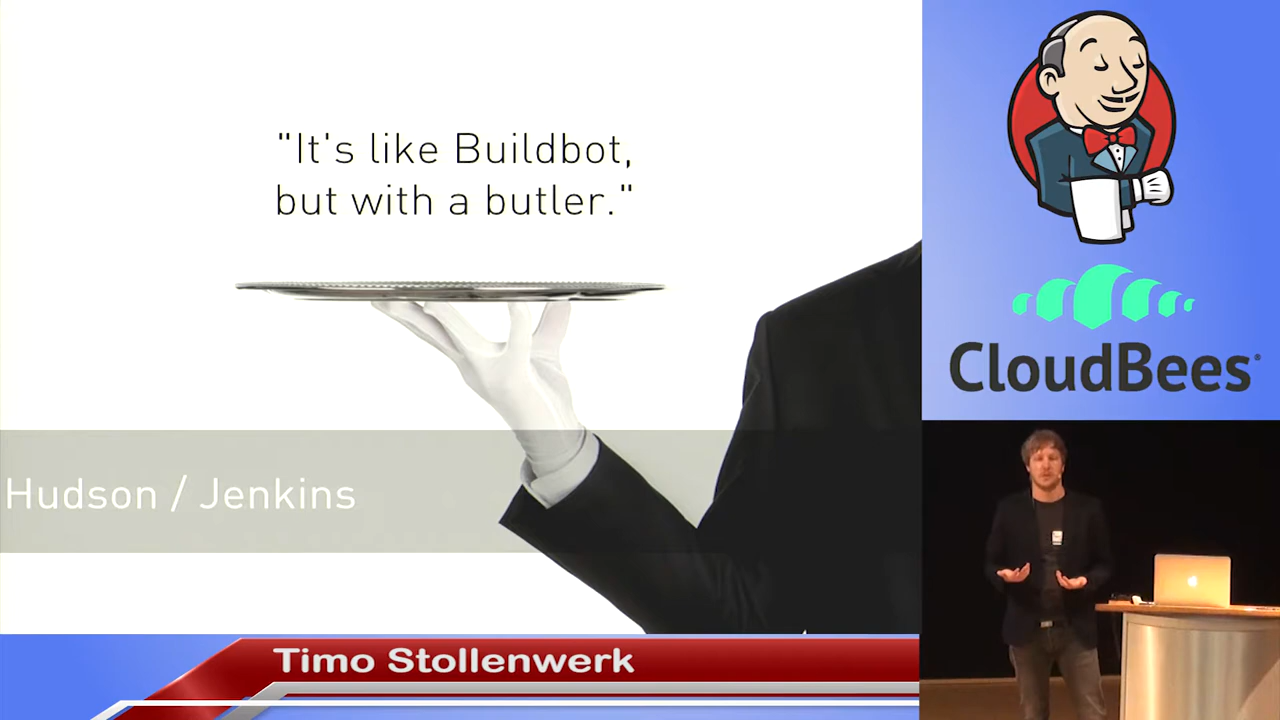 "It's like Buildbot,
but with a butler."
Hudson / Jenkins
CloudBees
Timo Stollenwerk